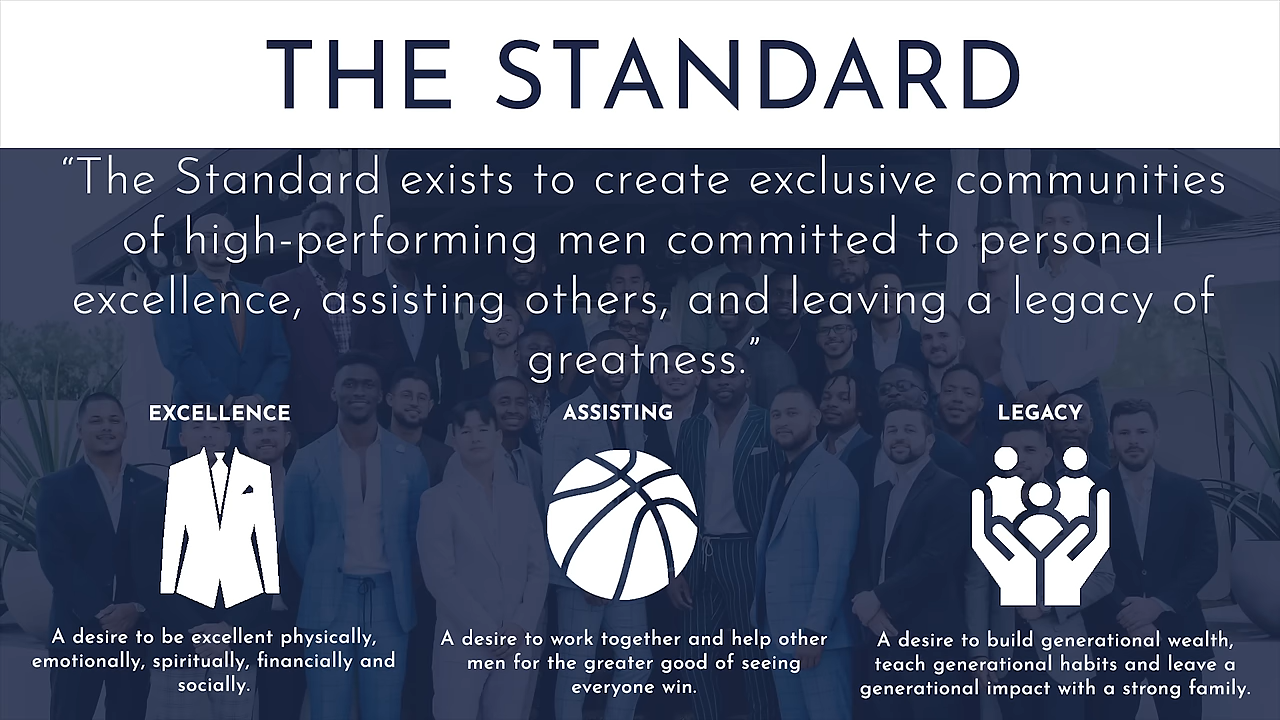 THE STANDARD
“The Standard exists to create exclusive communities
of high-performing men committed to personal
excellence, assisting others, and leaving a legacy of
greatness.”
EXCELLENCE
A desire to be excellent physically,
emotionally, spiritually, financially and
socially.
ASSISTING
A desire to work together and help other
men for the greater good of seeing
everyone win.
LEGACY
A desire to build generational wealth,
teach generational habits and leave a
generational impact with a strong family.